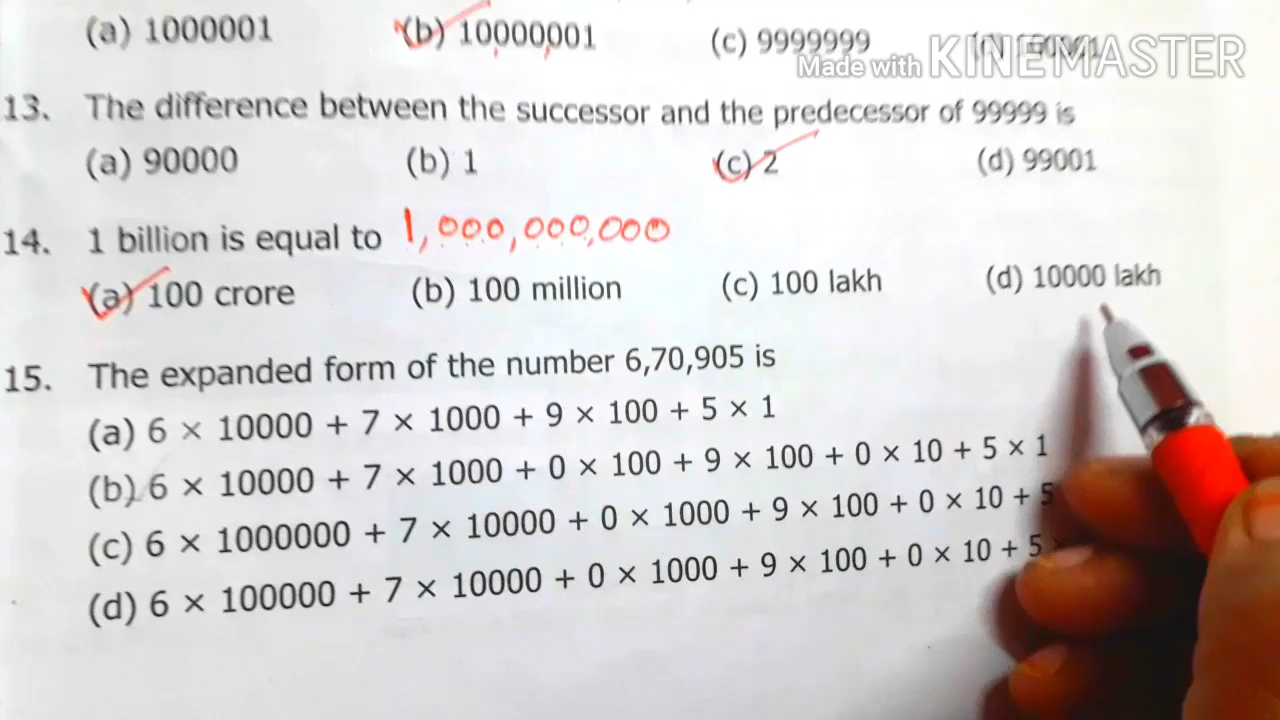 (a) 1000001 (b) 10000001 (c) 9999999 (d)
Made with KINEMASTER
13. The difference between the successor and the predecessor of 99999 is
(a) 90000 (b) 1 (c) 2 (d) 99001
14. 1 billion is equal to 1,000,000,000
(a) 100 crore (b) 100 million (c) 100 lakh (d) 10000 lakh
15. The expanded form of the number 6,70,905 is
(a) 6 × 10000 + 7 × 1000 + 9 × 100 + 5 × 1
(b) 6 × 10000 + 7 × 1000 + 0 × 100 + 9 × 100 + 0 × 10 + 5 × 1
(c) 6 × 1000000 + 7 × 10000 + 0 × 1000 + 9 × 100 + 0 × 10 + 5
(d) 6 × 100000 + 7 × 10000 + 0 × 1000 + 9 × 100 + 0 × 10 + 5